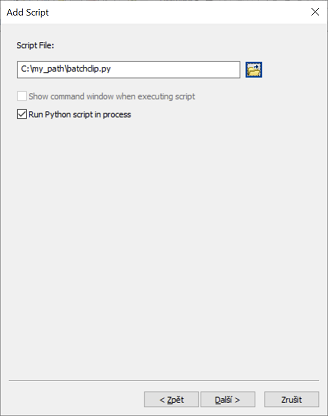 Add Script
Script File:
C:\my_path\batchclip.py
Show command window when executing script
Run Python script in process
< Zpět
Další >
Zrušit